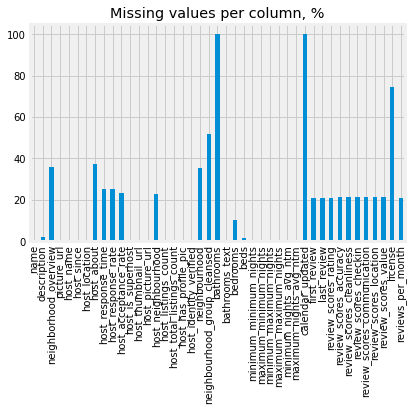 Missing values per column, %
100
80
60
40
20
0
name
description
neighborhood_overview
picture_url
host_name
host_since
host_location
host_about
host_response_time
host_response_rate
host_acceptance_rate
host_is_superhost
host_thumbnail_url
host_picture_url
host_neighbourhood
host_listings_count
host_total_listings_count
host_has_profile_pic
host_identity_verified
neighbourhood
neighbourhood_group_cleansed
bathrooms
bathrooms_text
bedrooms
beds
minimum_minimum_nights
maximum_minimum_nights
minimum_maximum_nights
maximum_maximum_nights
minimum_nights_avg_ntm
maximum_nights_avg_ntm
calendar_updated
first_review
last_review
review_scores_rating
review_scores_accuracy
review_scores_cleanliness
review_scores_checkin
review_scores_communication
review_scores_location
review_scores_value
license
reviews_per_month